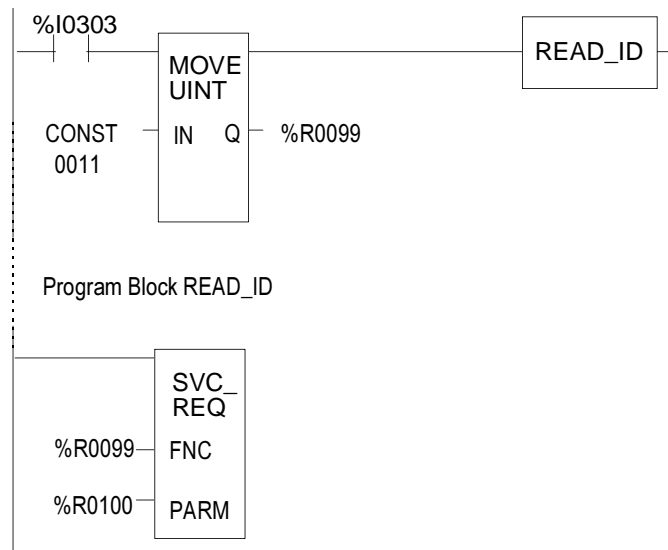 %I0303
READ_ID
MOVE
UINT
CONST IN Q %R0099
0011
Program Block READ_ID
SVC_
REQ
%R0099 FNC
%R0100 PARM